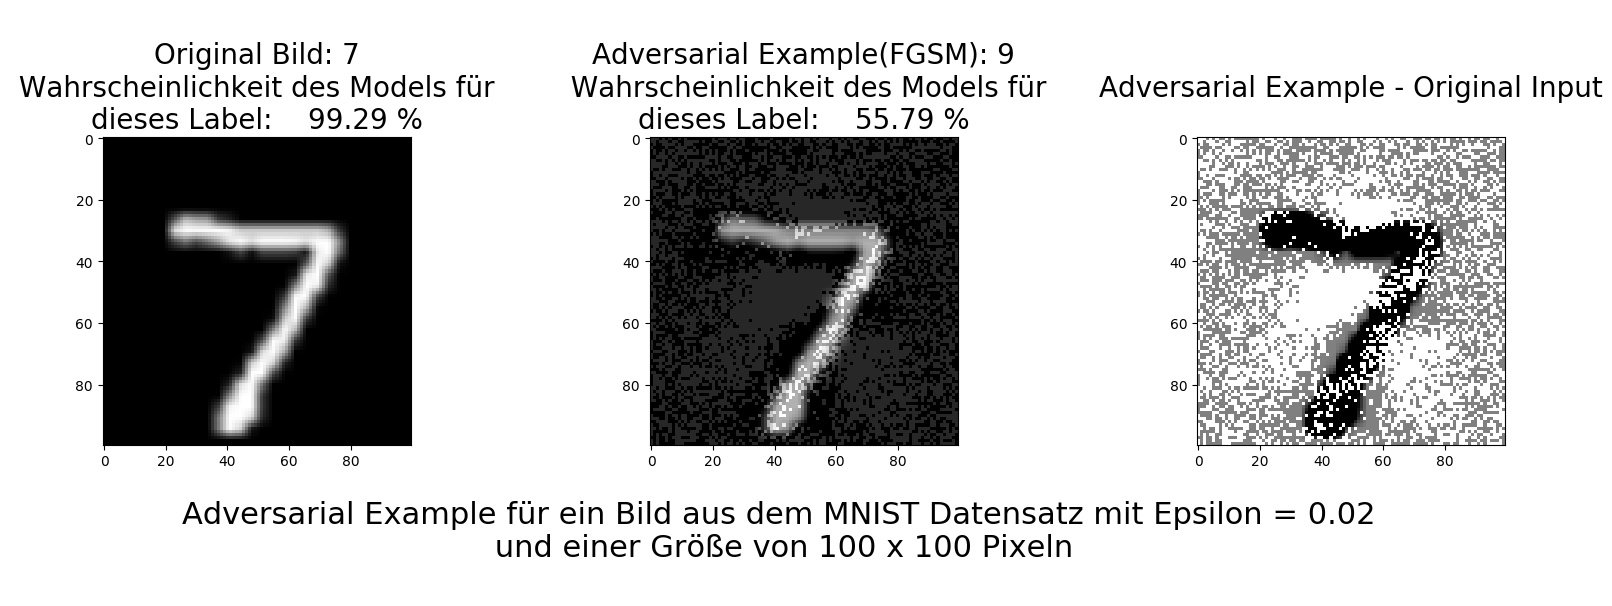 Original Bild: 7
Wahrscheinlichkeit des Models für
dieses Label: 99.29 %
0
20
40
60
80
0 20 40 60 80
Adversarial Example(FGSM): 9
Wahrscheinlichkeit des Models für
dieses Label: 55.79 %
0
20
40
60
80
0 20 40 60 80
Adversarial Example - Original Input
0
20
40
60
80
0 20 40 60 80
7
7
7
Adversarial Example für ein Bild aus dem MNIST Datensatz mit Epsilon = 0.02
und einer Größe von 100 x 100 Pixeln